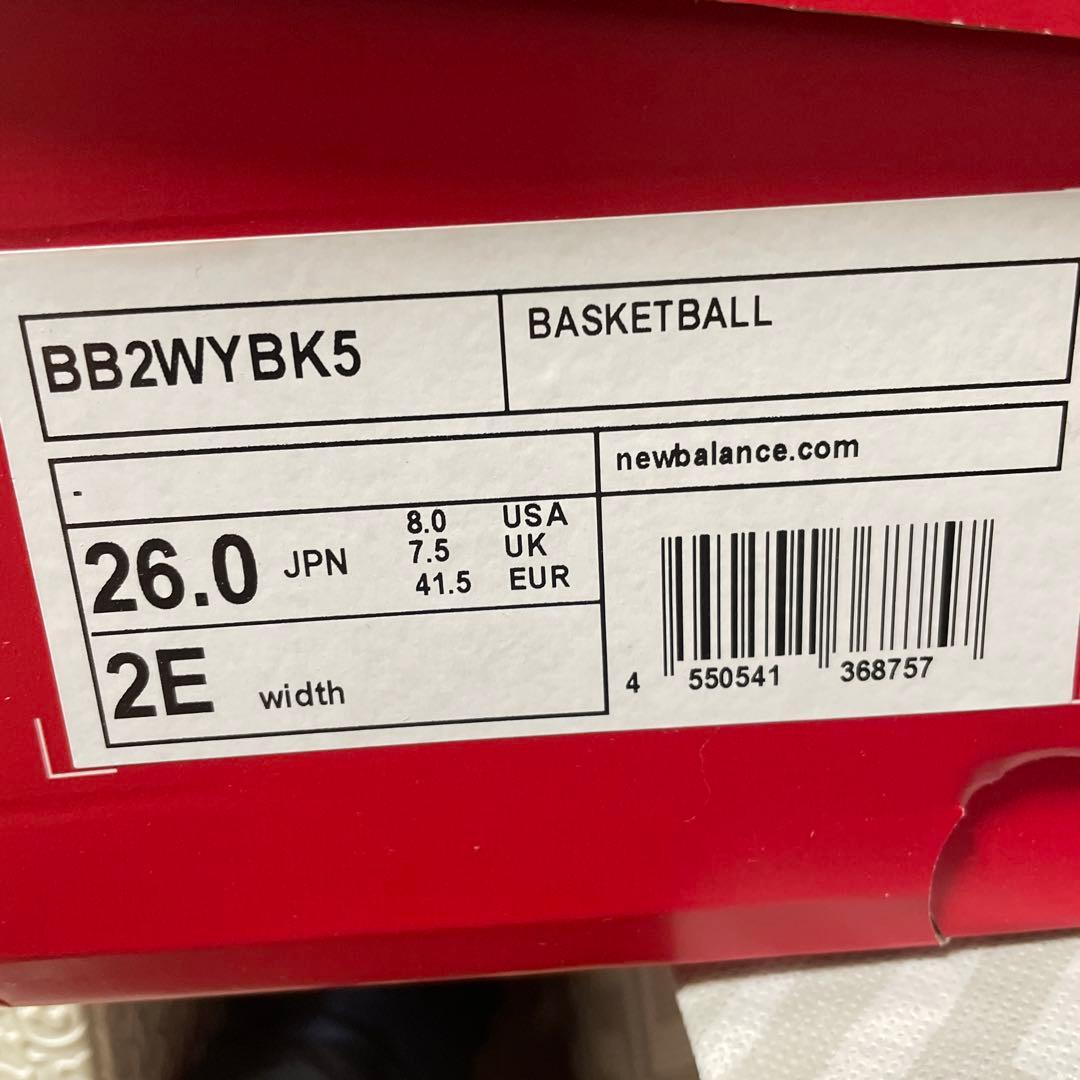 BB2WYBK5
BASKETBALL
-
newbalance.com
26.0 JPN
8.0 USA
7.5 UK
41.5 EUR
2E width
4 550541 368757